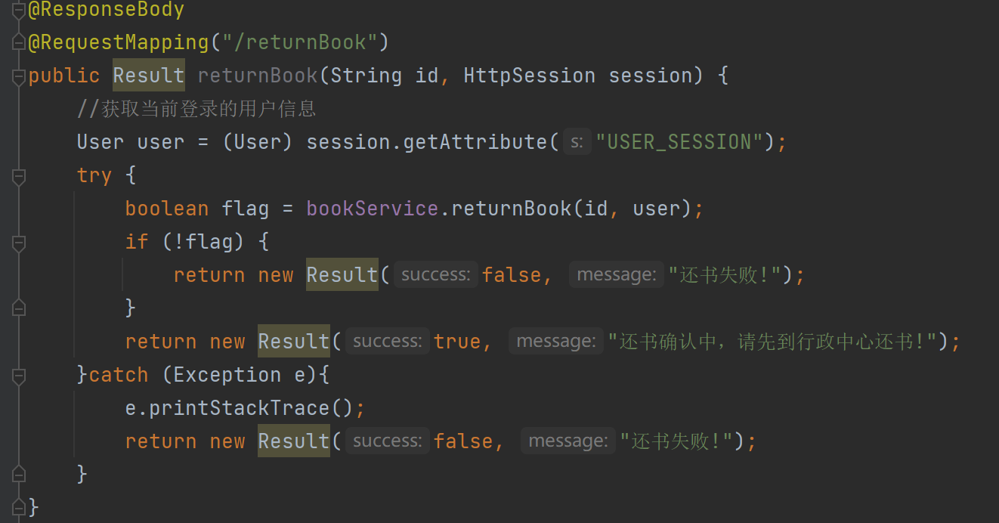 @ResponseBody
@RequestMapping("/returnBook")
public Result returnBook(String id, HttpSession session) {
//获取当前登录的用户信息
User user = (User) session.getAttribute( s: "USER_SESSION");
try {
boolean flag = bookService.returnBook(id, user);
if (!flag) {
return new Result( success: false, message: "还书失败!");
}
return new Result( success: true, message: "还书确认中，请先到行政中心还书!");
}catch (Exception e){
e.printStackTrace();
return new Result( success: false, message: "还书失败!");
}
}